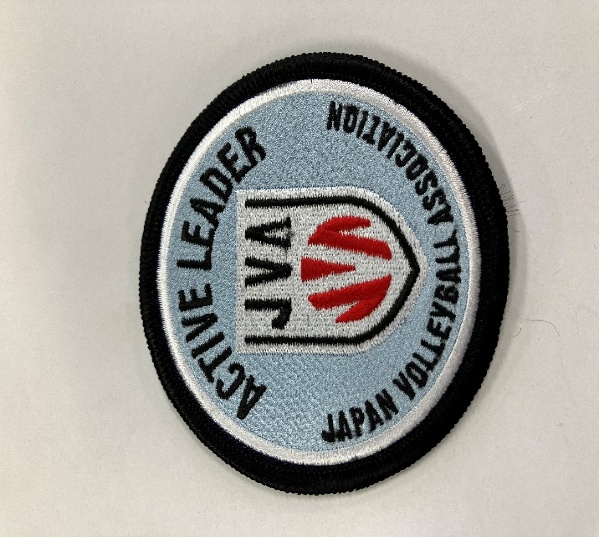 ACTIVE LEADER
JVA
JAPAN VOLLEYBALL ASSOCIATION